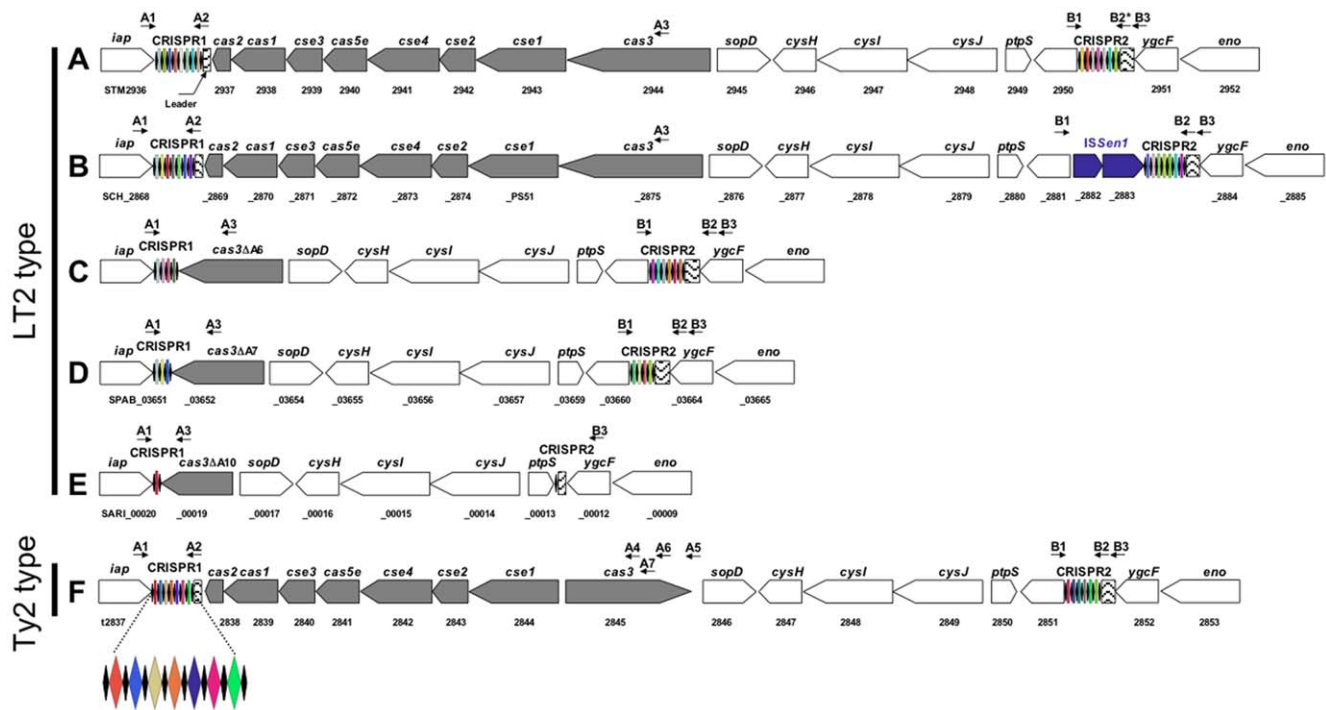 LT2 type
A1 A2 A3 B1 B2* B3
A iap CRISPR1 cas2 cas1 cse3 cas5e cse4 cse2 cse1 cas3 sopD cysH cysI cysJ ptpS CRISPR2 ygcF eno
STM2936 2937 2938 2939 2940 2941 2942 2943 2944 2945 2946 2947 2948 2949 2950 2951 2952
Leader
A1 A2 A3 B1 B2 B3
B iap CRISPR1 cas2 cas1 cse3 cas5e cse4 cse2 cse1 cas3 sopD cysH cysI cysJ ptpS ISSen1 CRISPR2 ygcF eno
SCH_2868 _2869 _2870 _2871 _2872 _2873 _2874 _PS51 _2875 _2876 _2877 _2878 _2879 _2880 _2881 _2882 _2883 _2884 _2885
A1 A3 B1 B2 B3
C iap CRISPR1 cas3ΔA6 sopD cysH cysI cysJ ptpS CRISPR2 ygcF eno
A1 A3 B1 B2 B3
D iap CRISPR1 cas3ΔA7 sopD cysH cysI cysJ ptpS CRISPR2 ygcF eno
SPAB_03651 _03652 _03654 _03655 _03656 _03657 _03659 _03660 _03664 _03665
A1 A3 B3
E iap CRISPR1 cas3ΔA10 sopD cysH cysI cysJ ptpS CRISPR2 ygcF eno
SARI_00020 _00019 _00017 _00016 _00015 _00014 _00013 _00012 _00009
Ty2 type
A1 A2 A4 A6 A5 A7 B1 B2 B3
F iap CRISPR1 cas2 cas1 cse3 cas5e cse4 cse2 cse1 cas3 sopD cysH cysI cysJ ptpS CRISPR2 ygcF eno
t2837 2838 2839 2840 2841 2842 2843 2844 2845 2846 2847 2848 2849 2850 2851 2852 2853